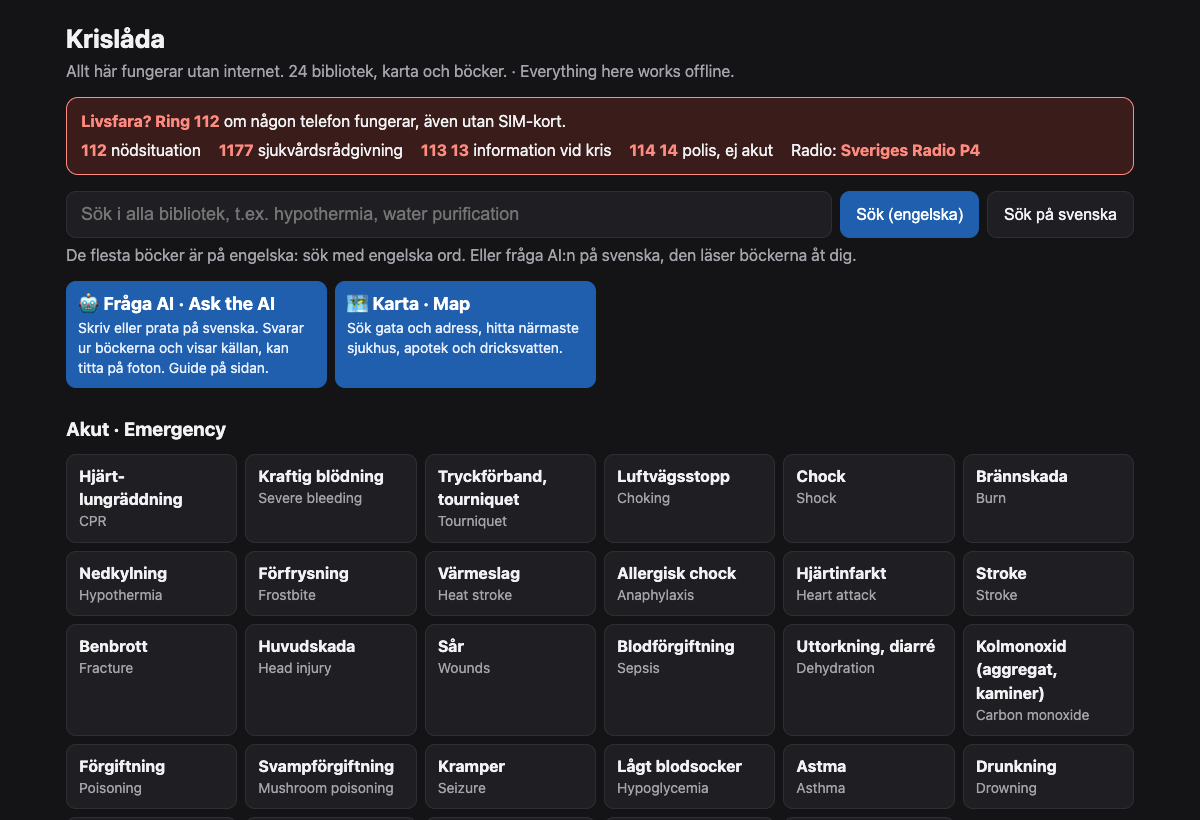 Krislåda
Allt här fungerar utan internet. 24 bibliotek, karta och böcker. · Everything here works offline.
Livsfara? Ring 112 om någon telefon fungerar, även utan SIM-kort.
112 nödsituation 1177 sjukvårdsrådgivning 113 13 information vid kris 114 14 polis, ej akut Radio: Sveriges Radio P4
Sök i alla bibliotek, t.ex. hypothermia, water purification
Sök (engelska)
Sök på svenska
De flesta böcker är på engelska: sök med engelska ord. Eller fråga AI:n på svenska, den läser böckerna åt dig.
🤖 Fråga AI · Ask the AI
Skriv eller prata på svenska. Svarar
ur böckerna och visar källan, kan
titta på foton. Guide på sidan.
🗺️ Karta · Map
Sök gata och adress, hitta närmaste
sjukhus, apotek och dricksvatten.
Akut · Emergency
Hjärt-
lungräddning
CPR
Kraftig blödning
Severe bleeding
Tryckförband,
tourniquet
Tourniquet
Luftvägsstopp
Choking
Chock
Shock
Brännskada
Burn
Nedkylning
Hypothermia
Förfrysning
Frostbite
Värmeslag
Heat stroke
Allergisk chock
Anaphylaxis
Hjärtinfarkt
Heart attack
Stroke
Stroke
Benbrott
Fracture
Huvudskada
Head injury
Sår
Wounds
Blodförgiftning
Sepsis
Uttorkning, diarré
Dehydration
Kolmonoxid
(aggregat,
kaminer)
Carbon monoxide
Förgiftning
Poisoning
Svampförgiftning
Mushroom poisoning
Kramper
Seizure
Lågt blodsocker
Hypoglycemia
Astma
Asthma
Drunkning
Drowning